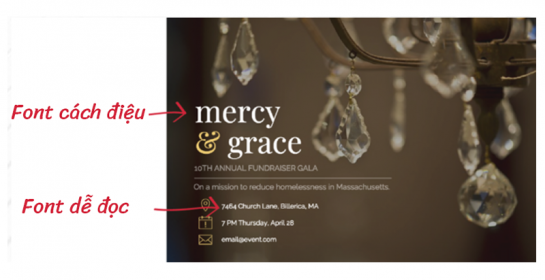 Font cách điệu
mercy
& grace
10TH ANNUAL FUNDRAISER GALA
On a mission to reduce homelessness in Massachusetts.
Font dễ đọc
7464 Church Lane, Billerica, MA
7 PM Thursday, April 28
email@event.com